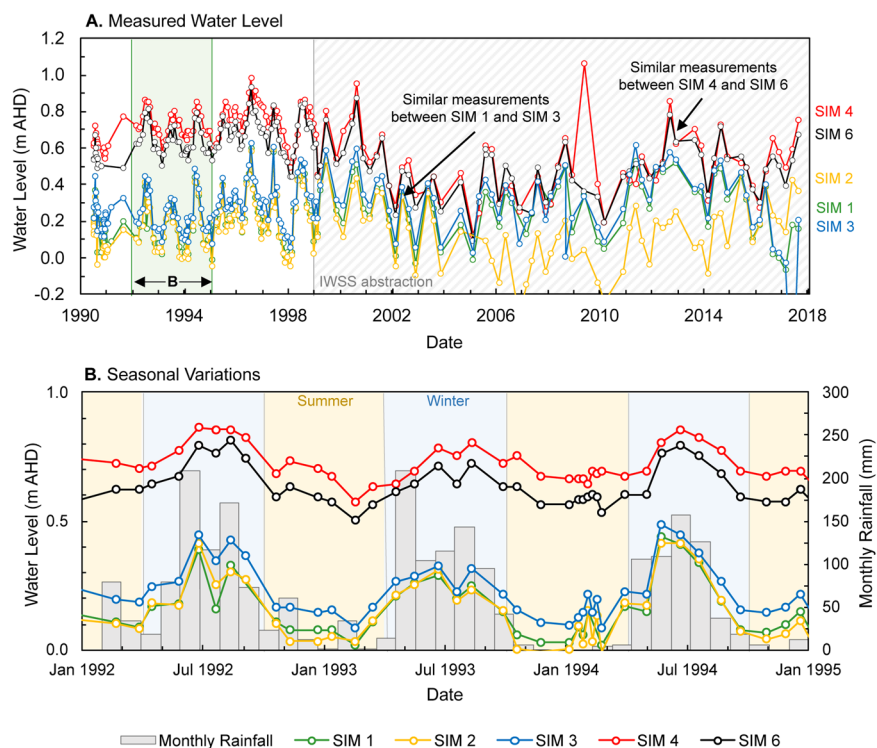 A. Measured Water Level
Water Level (m AHD)
1.2
1.0
0.8
0.6
0.4
0.2
0.0
-0.2
Similar measurements
between SIM 1 and SIM 3
Similar measurements
between SIM 4 and SIM 6
SIM 4
SIM 6
SIM 2
SIM 1
SIM 3
B
IWSS abstraction
1990 1994 1998 2002 2006 2010 2014 2018
Date
B. Seasonal Variations
Water Level (m AHD)
1.0
0.5
0.0
Summer
Winter
300
250
200
150
100
50
0
Monthly Rainfall (mm)
Jan 1992 Jul 1992 Jan 1993 Jul 1993 Jan 1994 Jul 1994 Jan 1995
Date
Monthly Rainfall SIM 1 SIM 2 SIM 3 SIM 4 SIM 6